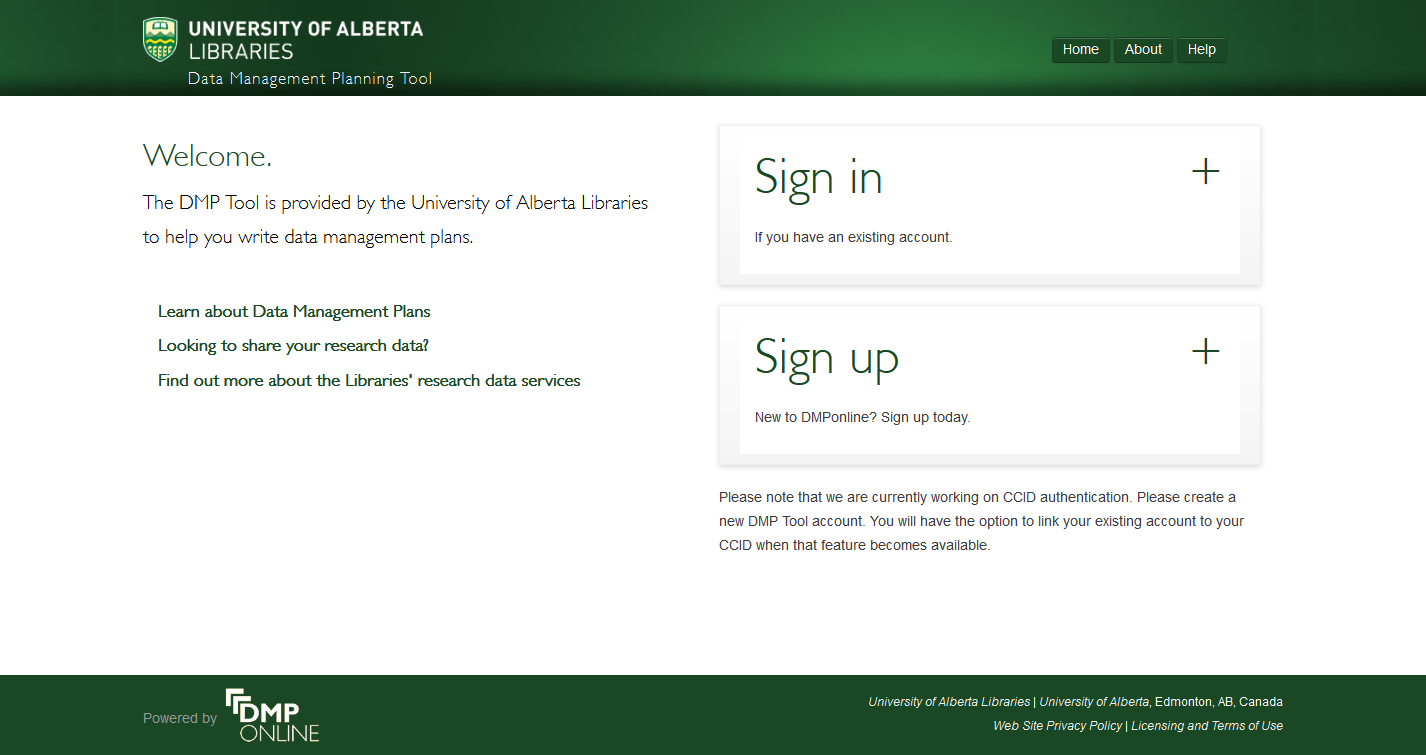 UNIVERSITY OF ALBERTA
LIBRARIES
Data Management Planning Tool
Home
About
Help
Welcome.
The DMP Tool is provided by the University of Alberta Libraries
to help you write data management plans.
Learn about Data Management Plans
Looking to share your research data?
Find out more about the Libraries' research data services
Sign in
+
If you have an existing account.
Sign up
+
New to DMPonline? Sign up today.
Please note that we are currently working on CCID authentication. Please create a
new DMP Tool account. You will have the option to link your existing account to your
CCID when that feature becomes available.
Powered by
DMP
ONLINE
University of Alberta Libraries | University of Alberta, Edmonton, AB, Canada
Web Site Privacy Policy | Licensing and Terms of Use